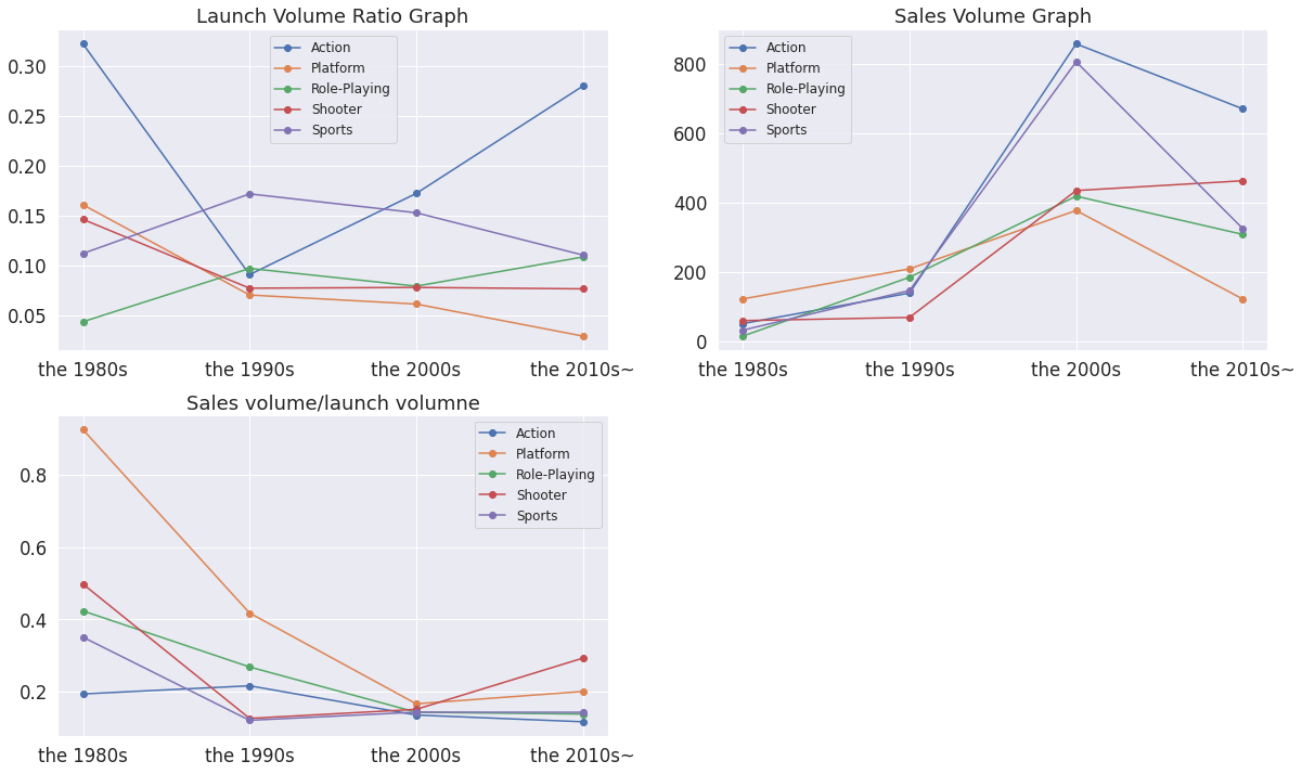 Launch Volume Ratio Graph
0.30
0.25
0.20
0.15
0.10
0.05
Action
Platform
Role-Playing
Shooter
Sports
the 1980s
the 1990s
the 2000s
the 2010s~
Sales Volume Graph
800
600
400
200
0
Action
Platform
Role-Playing
Shooter
Sports
the 1980s
the 1990s
the 2000s
the 2010s~
Sales volume/launch volumne
0.8
0.6
0.4
0.2
Action
Platform
Role-Playing
Shooter
Sports
the 1980s
the 1990s
the 2000s
the 2010s~